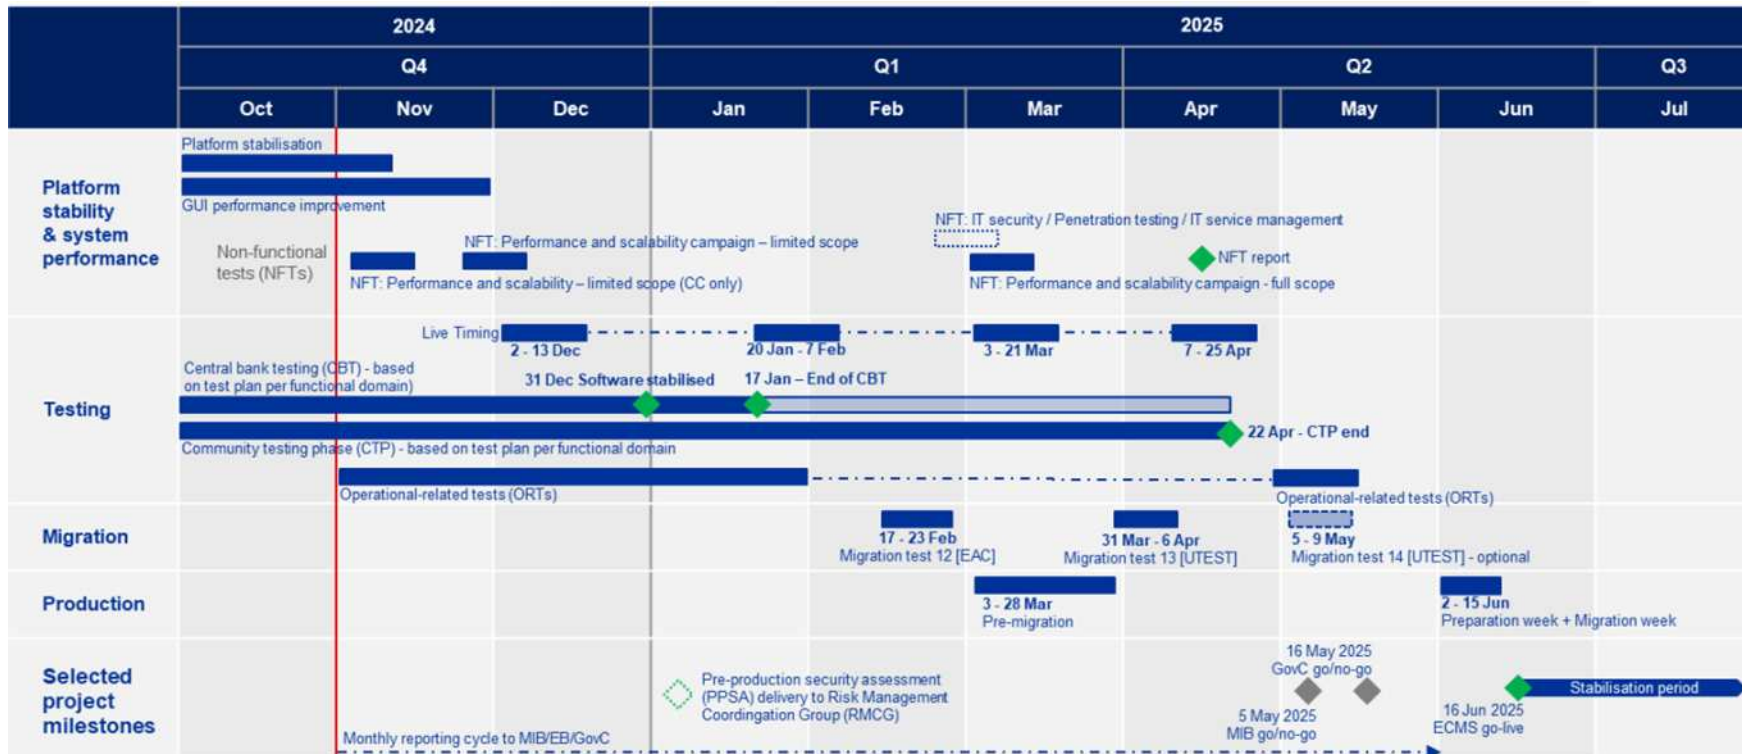 2024
2025
Q4
Q1
Q2
Q3
Oct
Nov
Dec
Jan
Feb
Mar
Apr
May
Jun
Jul
Platform
stability
& system
performance
Platform stabilisation
GUI performance improvement
Non-functional
tests (NFTs)
NFT: Performance and scalability campaign – limited scope
NFT: Performance and scalability – limited scope (CC only)
NFT: IT security / Penetration testing / IT service management
NFT: Performance and scalability campaign - full scope
NFT report
Testing
Live Timing
2 - 13 Dec
20 Jan - 7 Feb
3 - 21 Mar
7 - 25 Apr
Central bank testing (CBT) - based
on test plan per functional domain)
31 Dec Software stabilised
17 Jan – End of CBT
22 Apr - CTP end
Community testing phase (CTP) - based on test plan per functional domain
Operational-related tests (ORTs)
Operational-related tests (ORTs)
Migration
17 - 23 Feb
Migration test 12 [EAC]
31 Mar - 6 Apr
Migration test 13 [UTEST]
5 - 9 May
Migration test 14 [UTEST] - optional
Production
3 - 28 Mar
Pre-migration
2 - 15 Jun
Preparation week + Migration week
Selected
project
milestones
Pre-production security assessment
(PPSA) delivery to Risk Management
Coordingation Group (RMCG)
16 May 2025
GovC go/no-go
5 May 2025
MIB go/no-go
16 Jun 2025
ECMS go-live
Stabilisation period
Monthly reporting cycle to MIB/EB/GovC